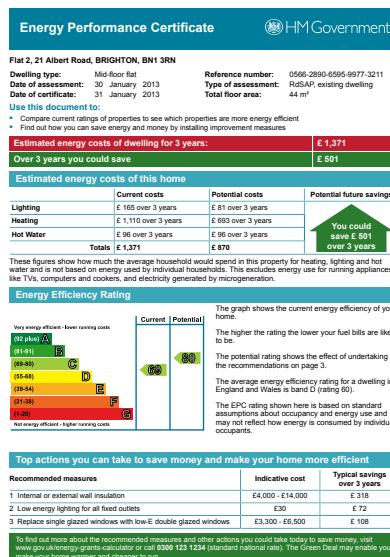 Energy Performance Certificate
HM Government
Flat 2, 21 Albert Road, BRIGHTON, BN1 3RN
Dwelling type: Mid-floor flat
Reference number: 0566-2890-6595-9977-3211
Date of assessment: 30 January 2013
Type of assessment: RdSAP, existing dwelling
Date of certificate: 31 January 2013
Total floor area: 44 m²
Use this document to:
• Compare current ratings of properties to see which properties are more energy efficient
• Find out how you can save energy and money by installing improvement measures
Estimated energy costs of dwelling for 3 years: £ 1,371
Over 3 years you could save £ 501
Estimated energy costs of this home
Current costs Potential costs Potential future savings
Lighting £ 165 over 3 years £ 81 over 3 years
Heating £ 1,110 over 3 years £ 693 over 3 years
Hot Water £ 96 over 3 years £ 96 over 3 years
Totals £ 1,371 £ 870
You could
save £ 501
over 3 years
These figures show how much the average household would spend in this property for heating, lighting and hot
water and is not based on energy used by individual households. This excludes energy use for running appliances
like TVs, computers and cookers, and electricity generated by microgeneration.
Energy Efficiency Rating
Current Potential
Very energy efficient - lower running costs
(92 plus) A
(81-91) B
(69-80) C
(55-68) D
(39-54) E
(21-38) F
(1-20) G
Not energy efficient - higher running costs
80
The graph shows the current energy efficiency of yo
home.
The higher the rating the lower your fuel bills are like
to be.
The potential rating shows the effect of undertaking
the recommendations on page 3.
The average energy efficiency rating for a dwelling in
England and Wales is band D (rating 60).
The EPC rating shown here is based on standard
assumptions about occupancy and energy use and
may not reflect how energy is consumed by individua
occupants.
Top actions you can take to save money and make your home more efficient
Recommended measures Indicative cost Typical savings
over 3 years
1 Internal or external wall insulation £4,000 - £14,000 £ 318
2 Low energy lighting for all fixed outlets £30 £ 72
3 Replace single glazed windows with low-E double glazed windows £3,300 - £6,500 £ 108
To find out more about the recommended measures and other actions you could take today to save money, visit
www.gov.uk/energy-grants-calculator or call 0300 123 1234 (standard national rate). The Green Deal may enable
make your home warmer and cheaper to run.